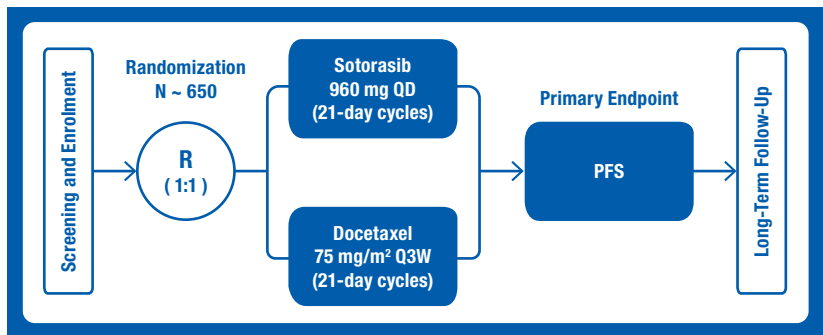 Screening and Enrolment
Randomization
N ~ 650
R
( 1:1 )
Sotorasib
960 mg QD
(21-day cycles)
Docetaxel
75 mg/m² Q3W
(21-day cycles)
Primary Endpoint
PFS
Long-Term Follow-Up